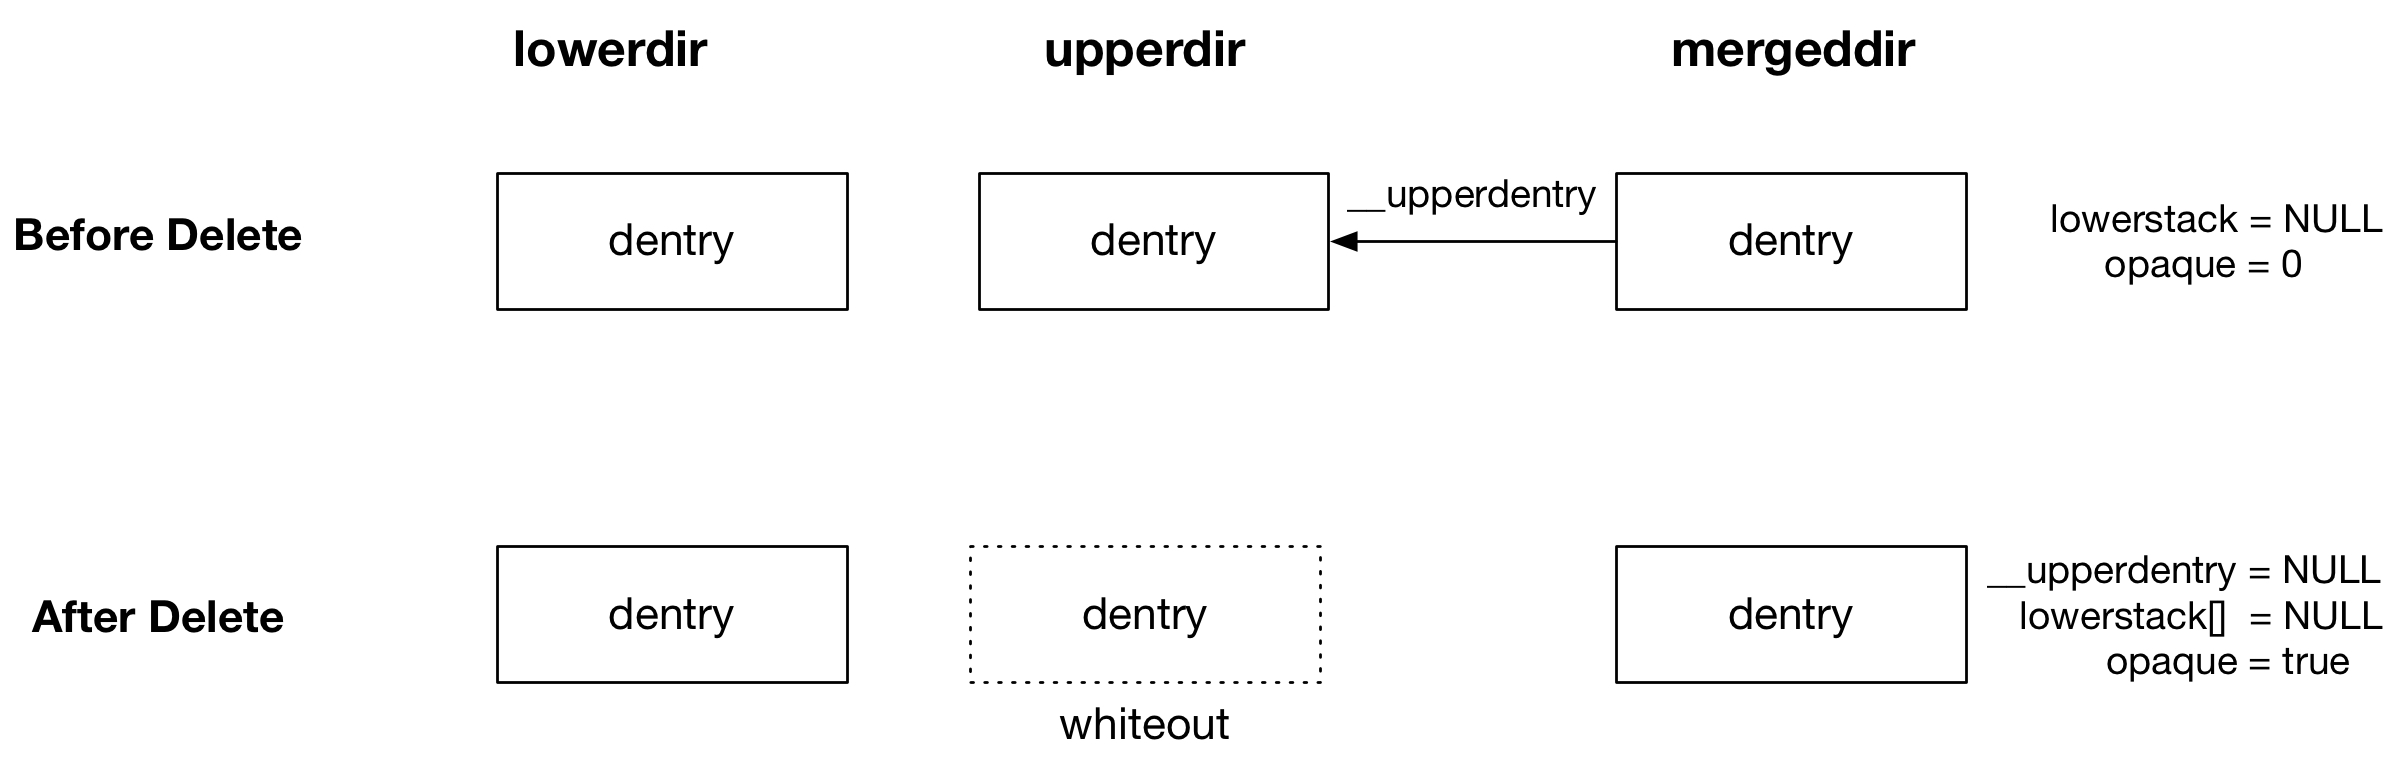 lowerdir
upperdir
mergeddir
Before Delete
dentry
dentry
__upperdentry
dentry
lowerstack = NULL
opaque = 0
After Delete
dentry
dentry
whiteout
dentry
__upperdentry = NULL
lowerstack[] = NULL
opaque = true